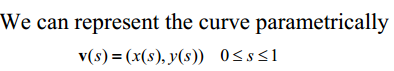 We can represent the curve parametrically
v(s) = (x(s), y(s))   0 ≤ s ≤ 1